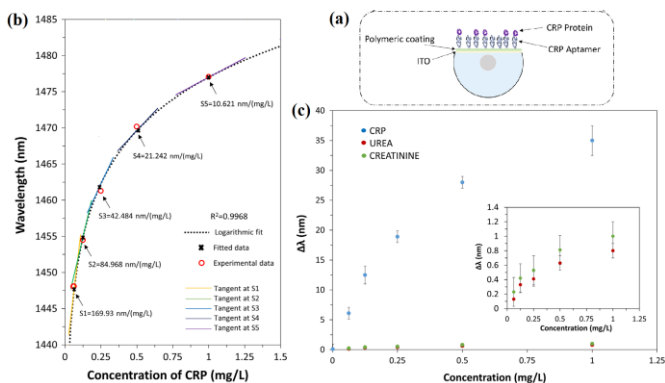 (b)
1485
1480
1475
1470
1465
1460
1455
1450
1445
1440
Wavelength (nm)
S5=10.621 nm/(mg/L)
S4=21.242 nm/(mg/L)
S3=42.484 nm/(mg/L)
S2=84.968 nm/(mg/L)
S1=169.93 nm/(mg/L)
R²=0.9968
Logarithmic fit
Fitted data
Experimental data
Tangent at S1
Tangent at S2
Tangent at S3
Tangent at S4
Tangent at S5
0 0.25 0.5 0.75 1 1.25 1.5
Concentration of CRP (mg/L)
(a)
CRP Protein
Polymeric coating
CRP Aptamer
ITO
(c)
40
35
30
25
20
15
10
5
0
Δλ (nm)
CRP
UREA
CREATININE
1.4
1.2
1
0.8
0.6
0.4
0.2
0
Δλ (nm)
0 0.25 0.5 0.75 1 1.25
Concentration (mg/L)
0 0.25 0.5 0.75 1 1.25
Concentration (mg/L)